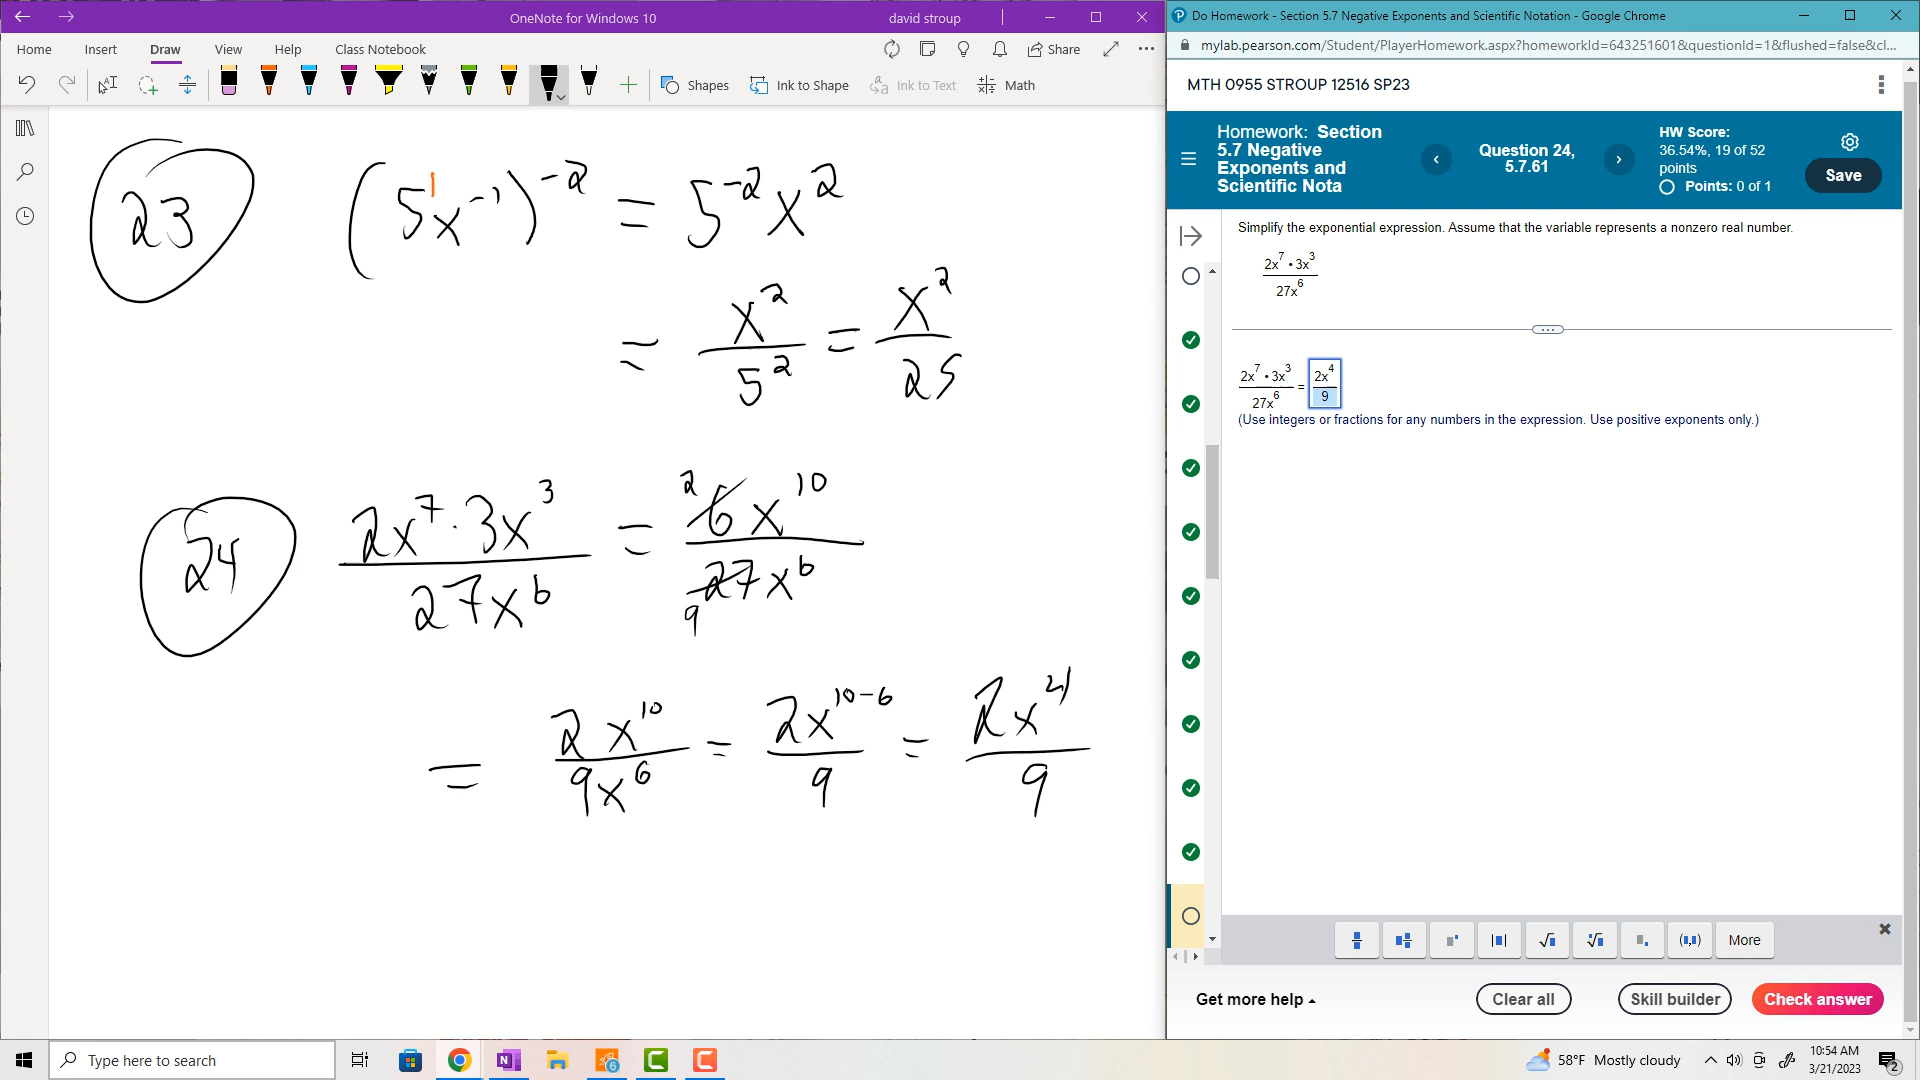 OneNote for Windows 10
david stroup
Home Insert Draw View Help Class Notebook
Share
Shapes Ink to Shape Ink to Text Math
23 (5¹x⁻¹)⁻² = 5⁻²x²
= x²/5² = x²/25
24 2x⁷·3x³/27x⁶ = 6x¹⁰/27x⁶
2
9
= 2x¹⁰/9x⁶ = 2x¹⁰⁻⁶/9 = 2x⁴/9
Do Homework - Section 5.7 Negative Exponents and Scientific Notation - Google Chrome
mylab.pearson.com/Student/PlayerHomework.aspx?homeworkId=643251601&questionId=1&flushed=false&cl...
MTH 0955 STROUP 12516 SP23
Homework: Section
5.7 Negative
Exponents and
Scientific Nota
Question 24,
5.7.61
HW Score:
36.54%, 19 of 52
points
Points: 0 of 1
Save
Simplify the exponential expression. Assume that the variable represents a nonzero real number.
2x⁷ • 3x³
27x⁶
2x⁷ • 3x³/27x⁶ = 2x⁴/9
(Use integers or fractions for any numbers in the expression. Use positive exponents only.)
More
Get more help
Clear all
Skill builder
Check answer
Type here to search
6
58°F Mostly cloudy
10:54 AM
3/21/2023
2